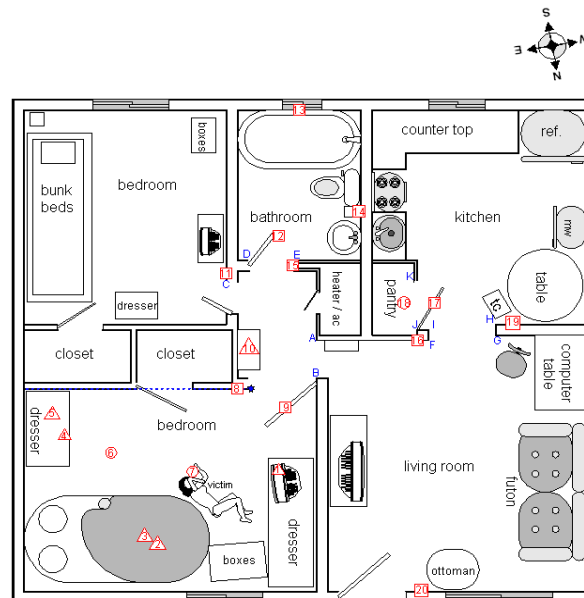 S
E
N
N
13
counter top
ref.
boxes
bunk
beds
bedroom
14
bathroom
12
kitchen
mw
D
E
15
K
11
C
heater / ac
pantry
18
17
table
tc
dresser
H
19
J
I
16
F
G
A
closet
closet
10
computer
table
B
8
9
dresser
5
4
bedroom
6
7
victim
1
living room
futon
3
2
dresser
boxes
ottoman
20